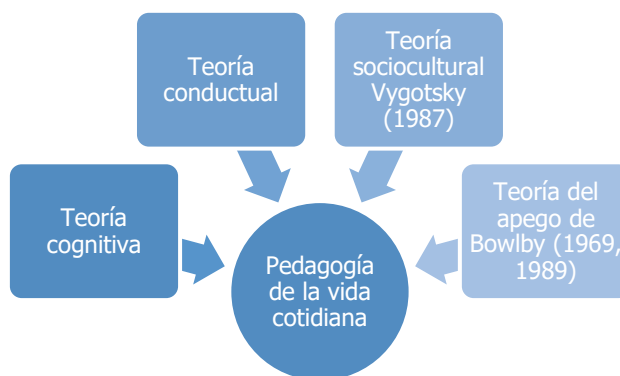 Teoría
cognitiva
Teoría
conductual
Teoría
sociocultural
Vygotsky
(1987)
Teoría del
apego de
Bowlby (1969,
1989)
Pedagogía
de la vida
cotidiana